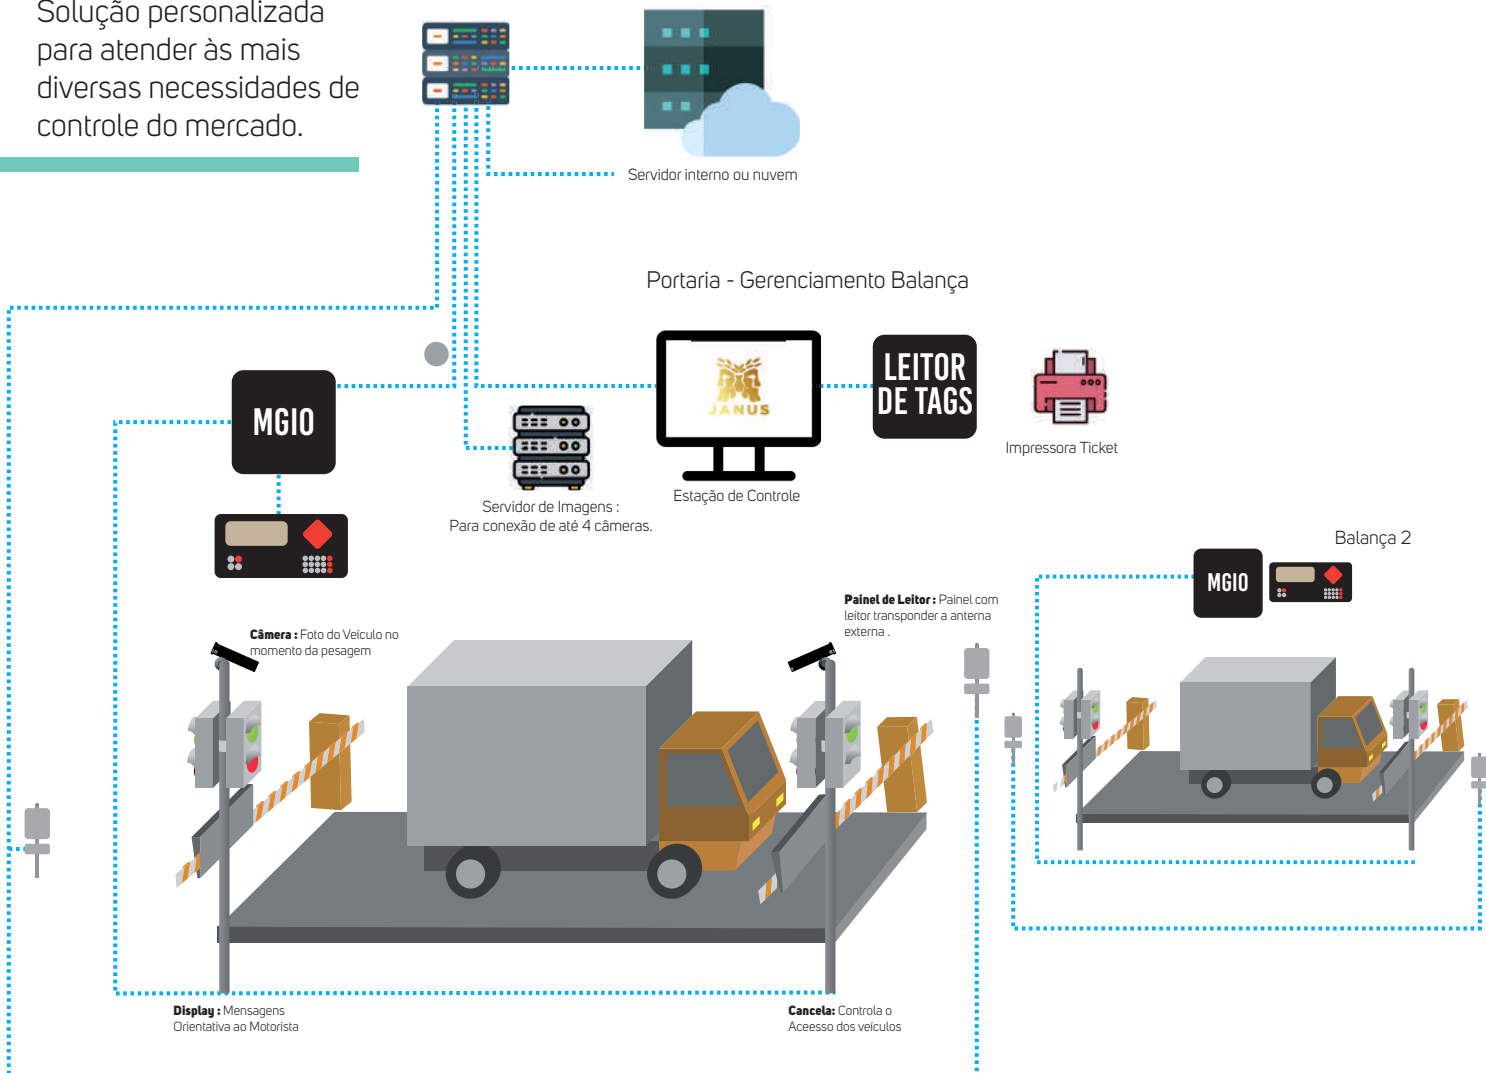 Solução personalizada
para atender às mais
diversas necessidades de
controle do mercado.
Servidor interno ou nuvem
Portaria - Gerenciamento Balança
MGIO
JANUS
LEITOR
DE TAGS
Impressora Ticket
Estação de Controle
Servidor de Imagens :
Para conexão de até 4 câmeras.
Balança 2
MGIO
Painel de Leitor : Painel com
leitor transponder a anterna
externa .
Câmera : Foto do Veículo no
momento da pesagem
Display : Mensagens
Orientativa ao Motorista
Cancela: Controla o
Aceesso dos veículos